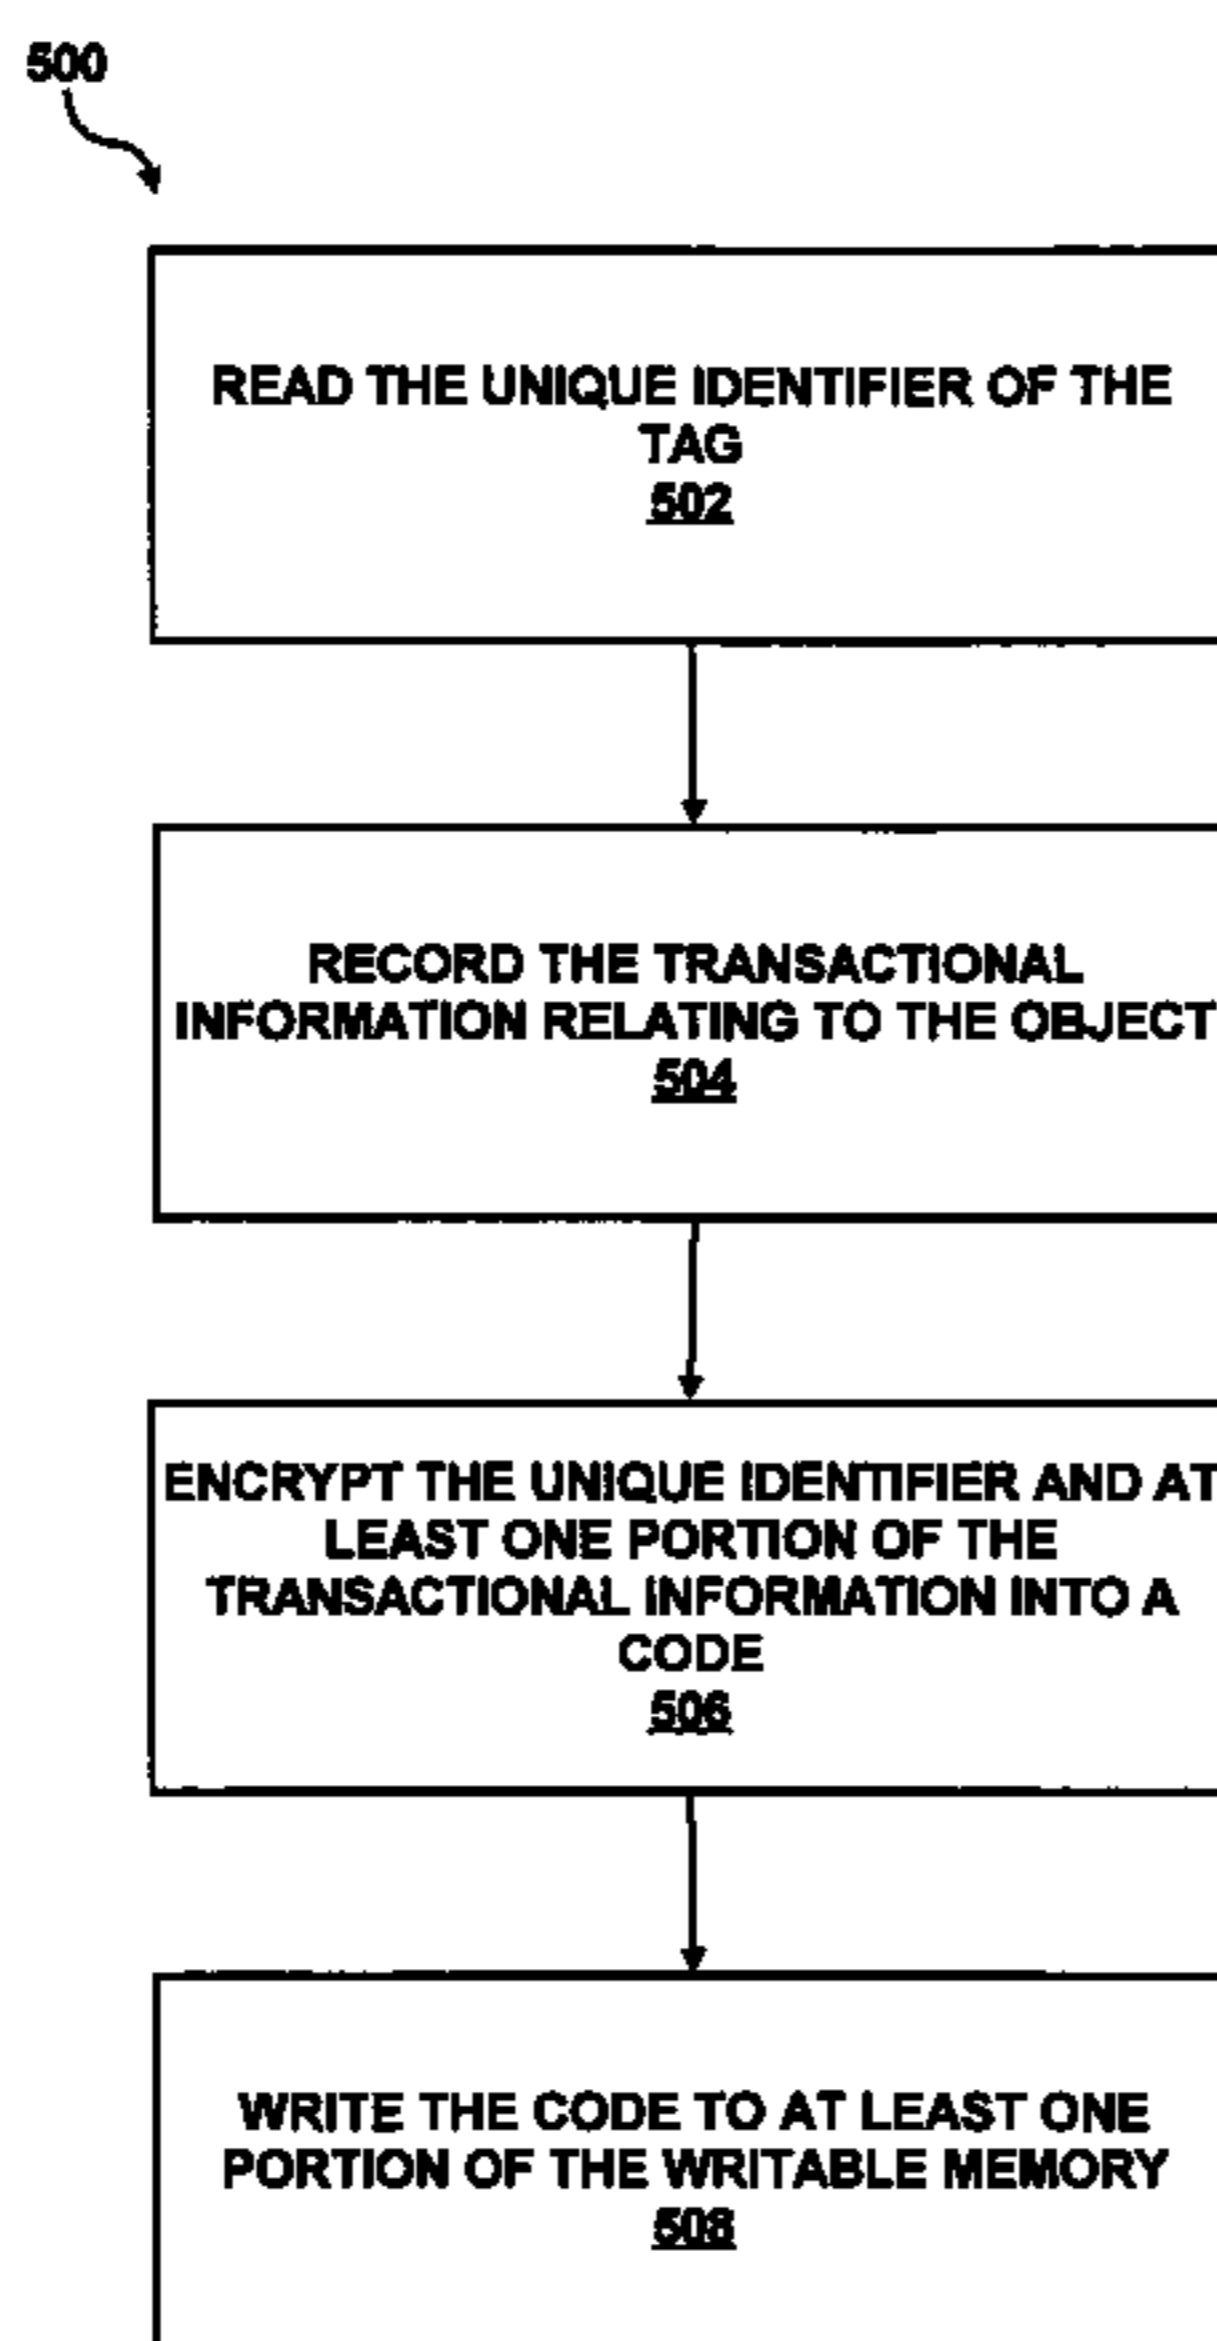 500
READ THE UNIQUE IDENTIFIER OF THE
TAG
502
RECORD THE TRANSACTIONAL
INFORMATION RELATING TO THE OBJECT
504
ENCRYPT THE UNIQUE IDENTIFIER AND AT
LEAST ONE PORTION OF THE
TRANSACTIONAL INFORMATION INTO A
CODE
506
WRITE THE CODE TO AT LEAST ONE
PORTION OF THE WRITABLE MEMORY
508